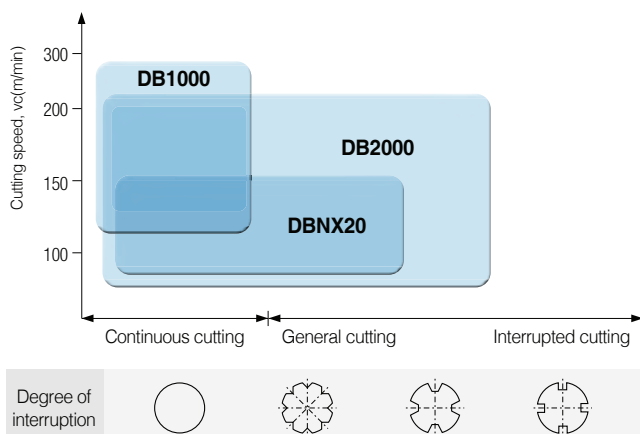 Cutting speed, vc(m/min)
300
200
150
100
DB1000
DB2000
DBNX20
Continuous cutting
General cutting
Interrupted cutting
Degree of
interruption